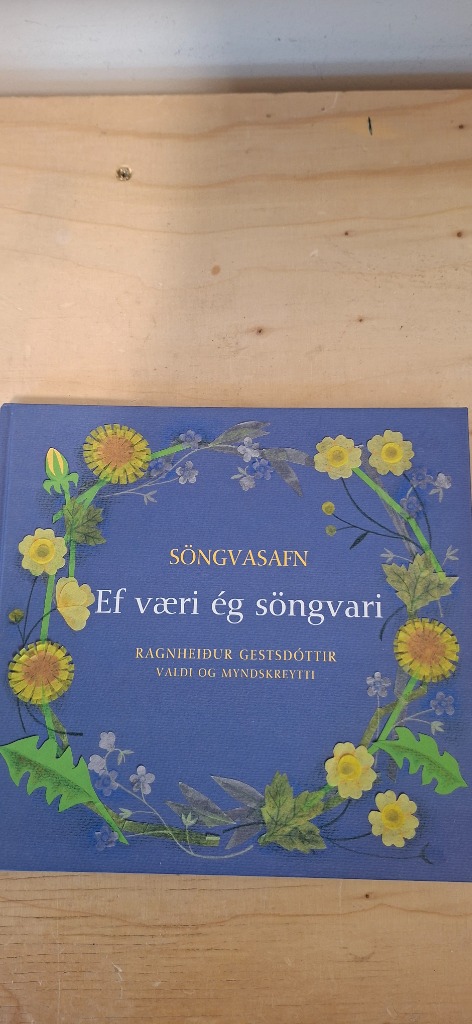 SÖNGVASAFN
Ef væri ég söngvari
RAGNHEIÐUR GESTSDÓTTIR
VALDI OG MYNDSKREYTTI